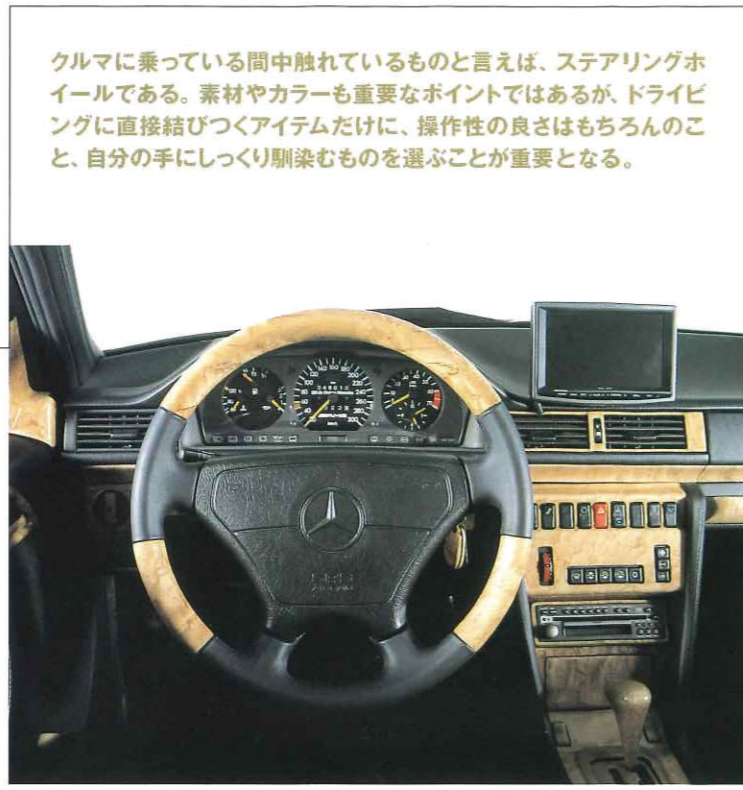 クルマに乗っている間中触れているものと言えば、ステアリングホ
イールである。素材やカラーも重要なポイントではあるが、ドライビ
ングに直接結びつくアイテムだけに、操作性の良さはもちろんのこ
と、自分の手にしっくり馴染むものを選ぶことが重要となる。
SRS